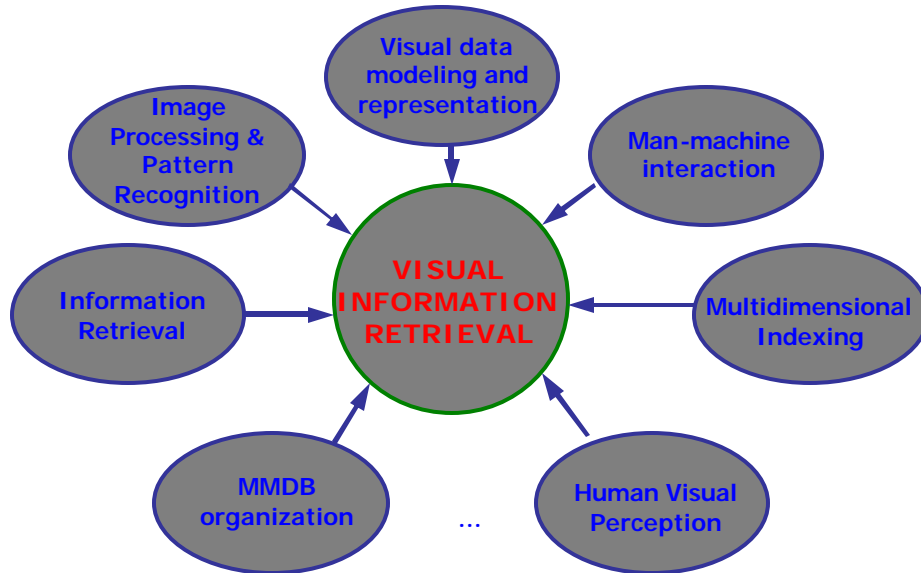 Visual data
modeling and
representation
Image
Processing &
Pattern
Recognition
Man-machine
interaction
VISUAL
INFORMATION
RETRIEVAL
Information
Retrieval
Multidimensional
Indexing
MMDB
organization
...
Human Visual
Perception